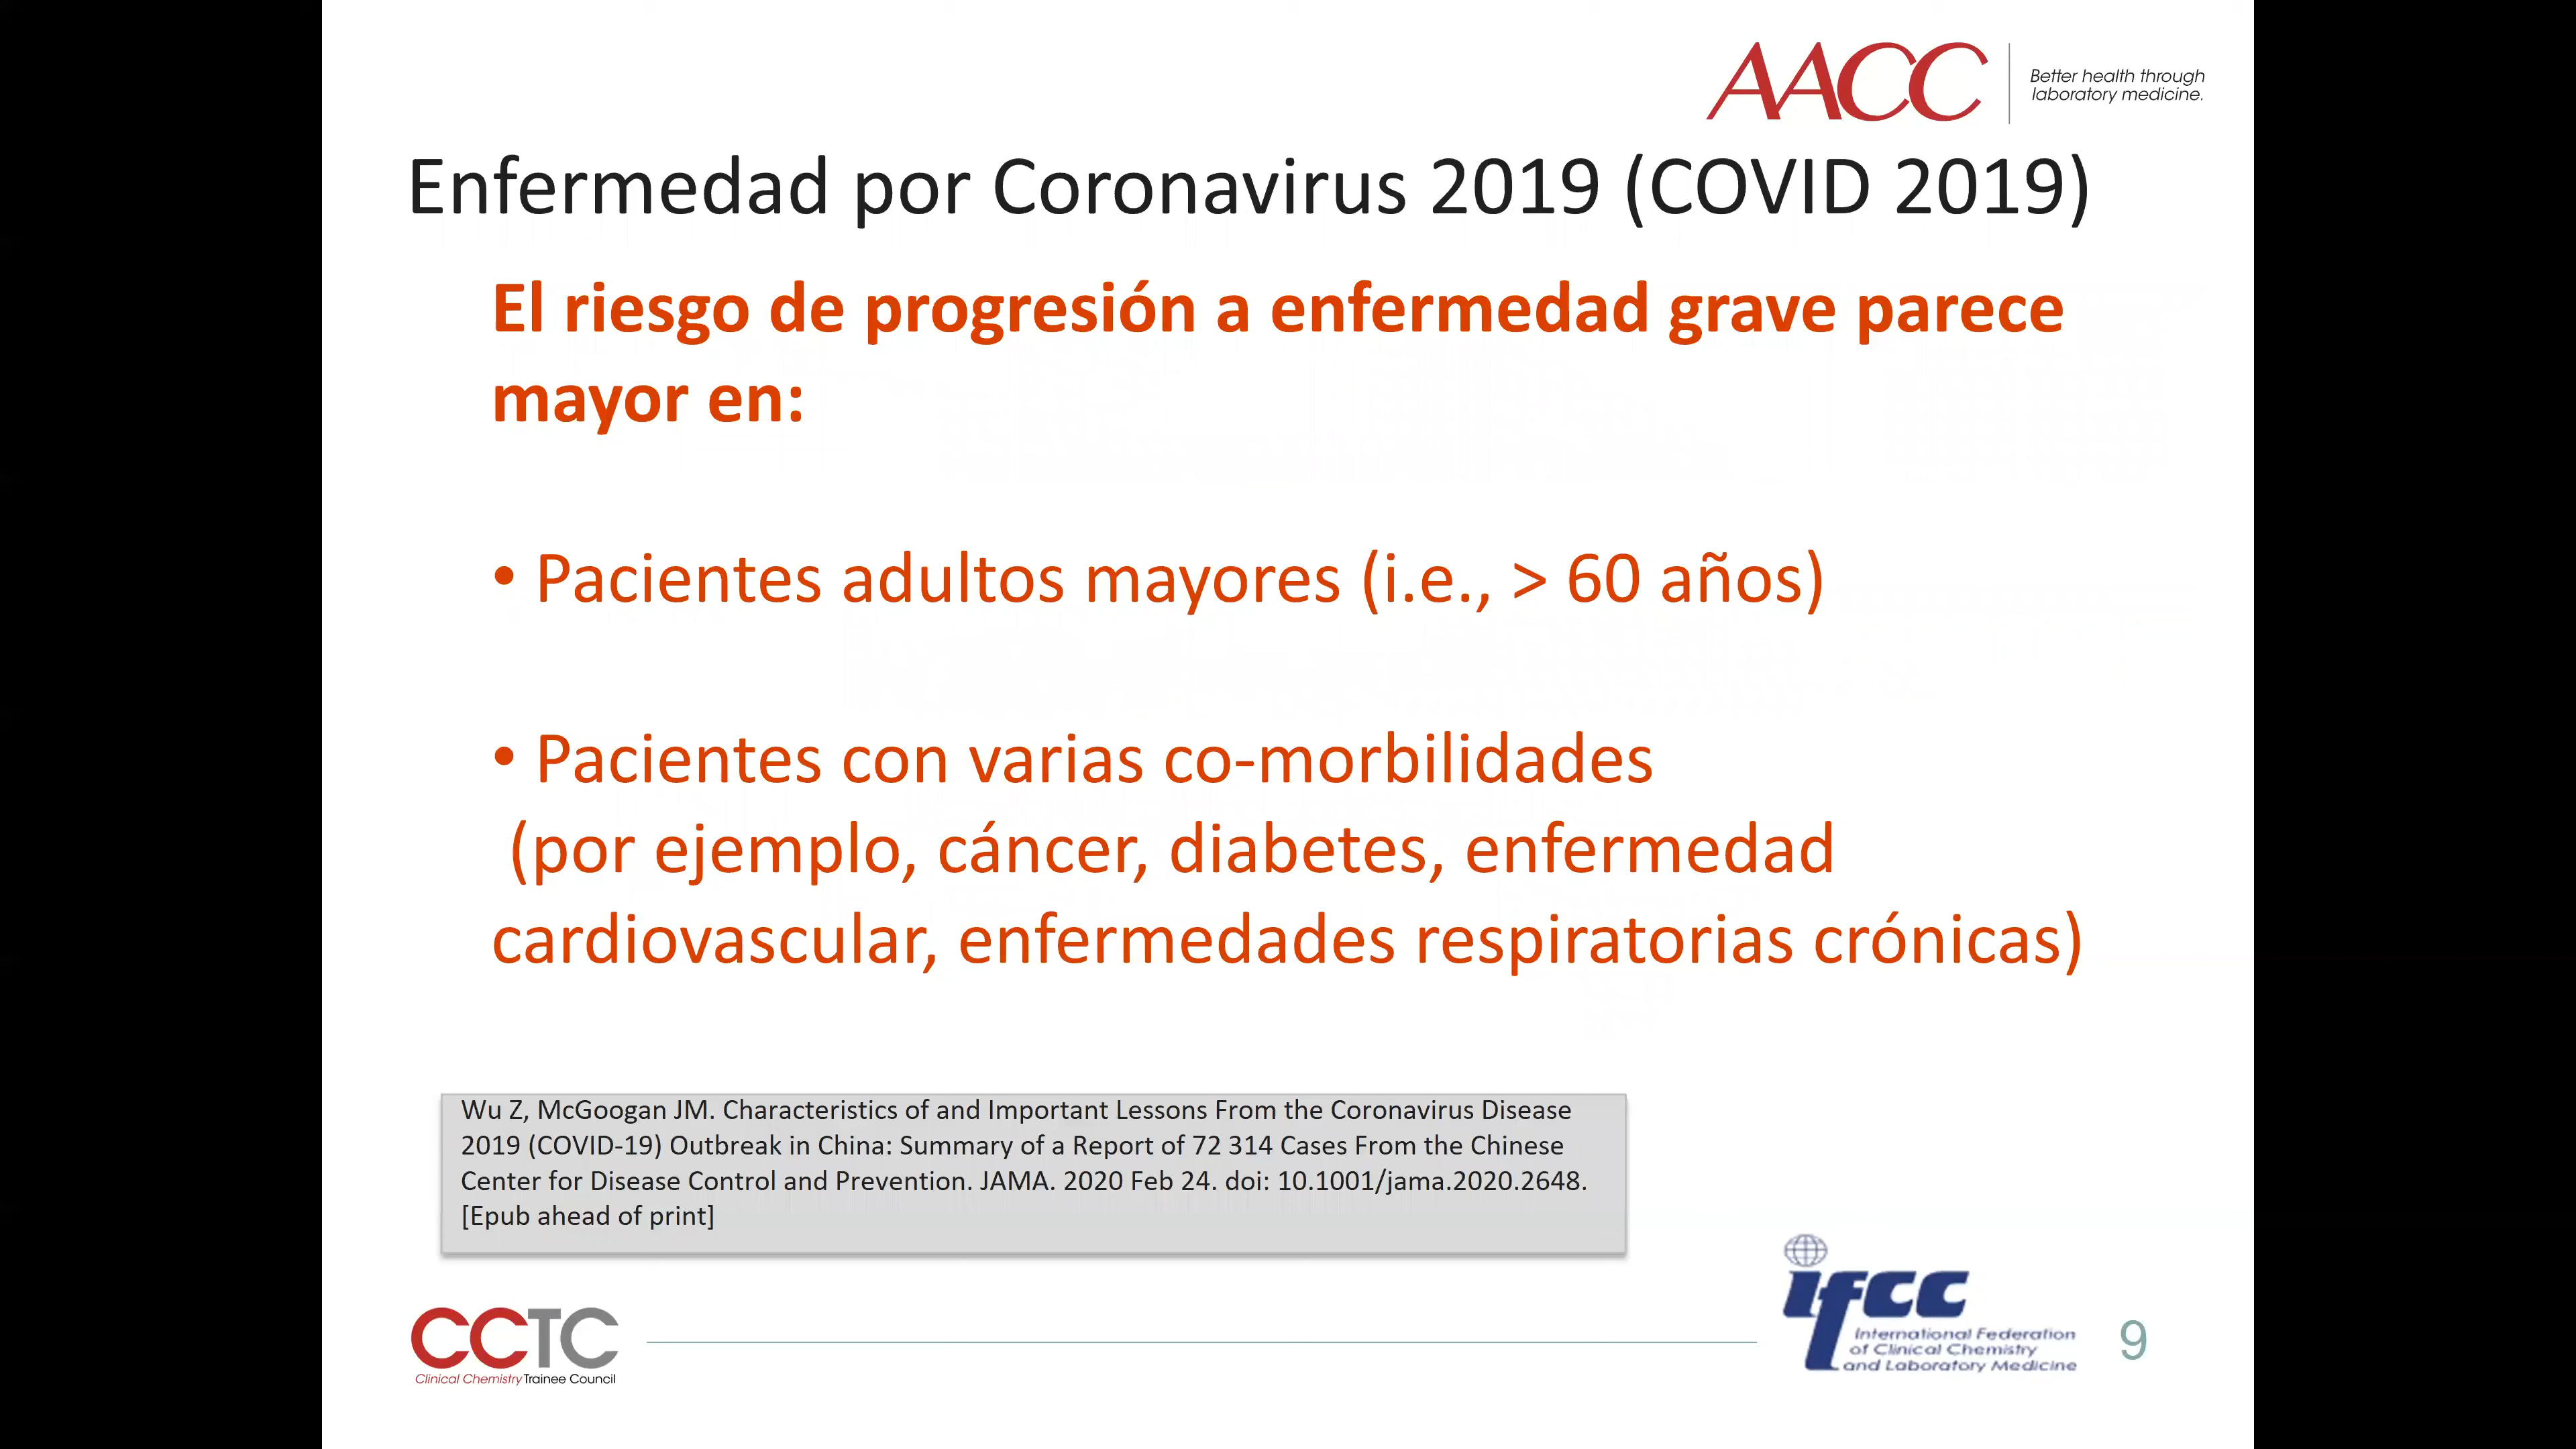 AACC
Better health through
laboratory medicine.
Enfermedad por Coronavirus 2019 (COVID 2019)
El riesgo de progresión a enfermedad grave parece
mayor en:
• Pacientes adultos mayores (i.e., > 60 años)
• Pacientes con varias co-morbilidades
(por ejemplo, cáncer, diabetes, enfermedad
cardiovascular, enfermedades respiratorias crónicas)
Wu Z, McGoogan JM. Characteristics of and Important Lessons From the Coronavirus Disease
2019 (COVID-19) Outbreak in China: Summary of a Report of 72 314 Cases From the Chinese
Center for Disease Control and Prevention. JAMA. 2020 Feb 24. doi: 10.1001/jama.2020.2648.
[Epub ahead of print]
CCTC
Clinical Chemistry Trainee Council
ifcc
International Federation
of Clinical Chemistry
and Laboratory Medicine
9